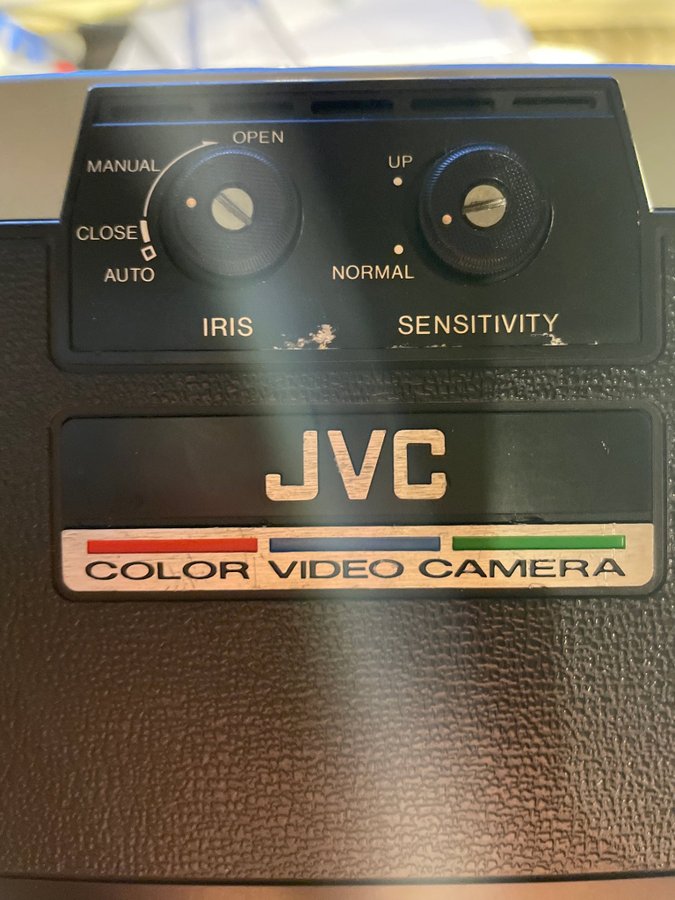 OPEN
MANUAL
CLOSE
AUTO
IRIS
UP
NORMAL
SENSITIVITY
JVC
COLOR VIDEO CAMERA